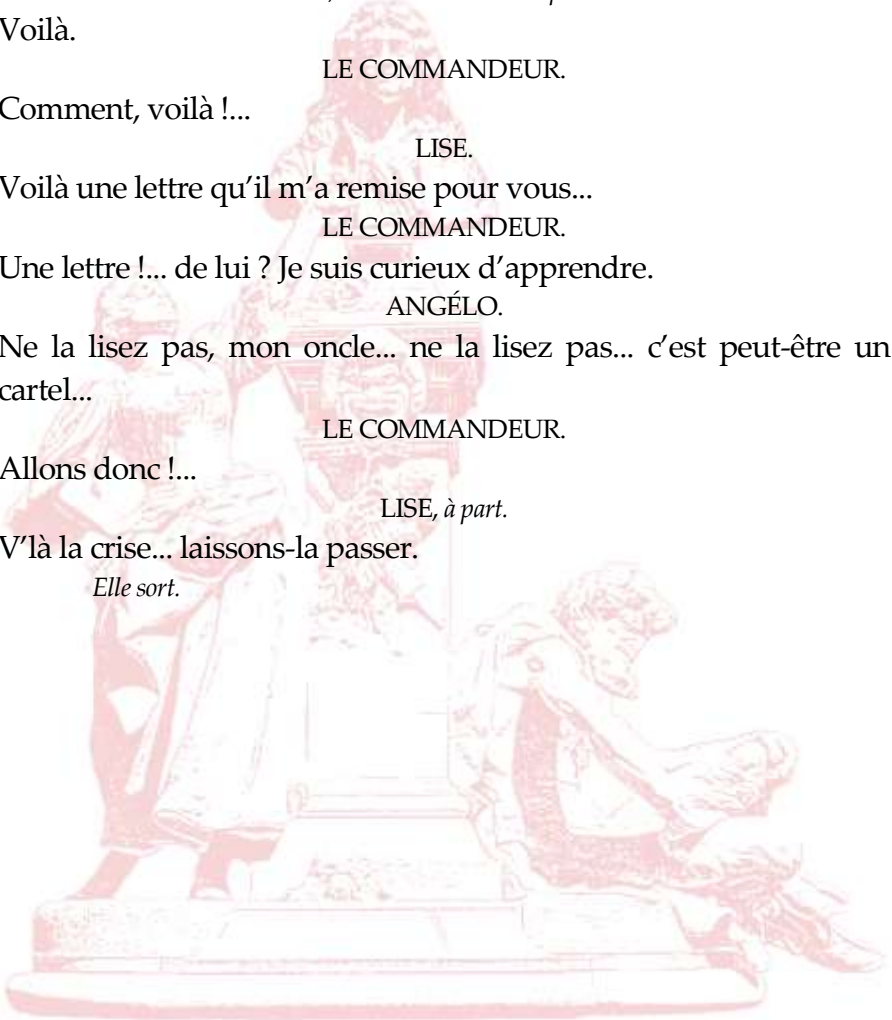 Voilà.
LE COMMANDEUR.
Comment, voilà !...
LISE.
Voilà une lettre qu’il m’a remise pour vous...
LE COMMANDEUR.
Une lettre !... de lui ? Je suis curieux d’apprendre.
ANGÉLO.
Ne la lisez pas, mon oncle... ne la lisez pas... c’est peut-être un
cartel...
LE COMMANDEUR.
Allons donc !...
LISE, à part.
V’là la crise... laissons-la passer.
Elle sort.